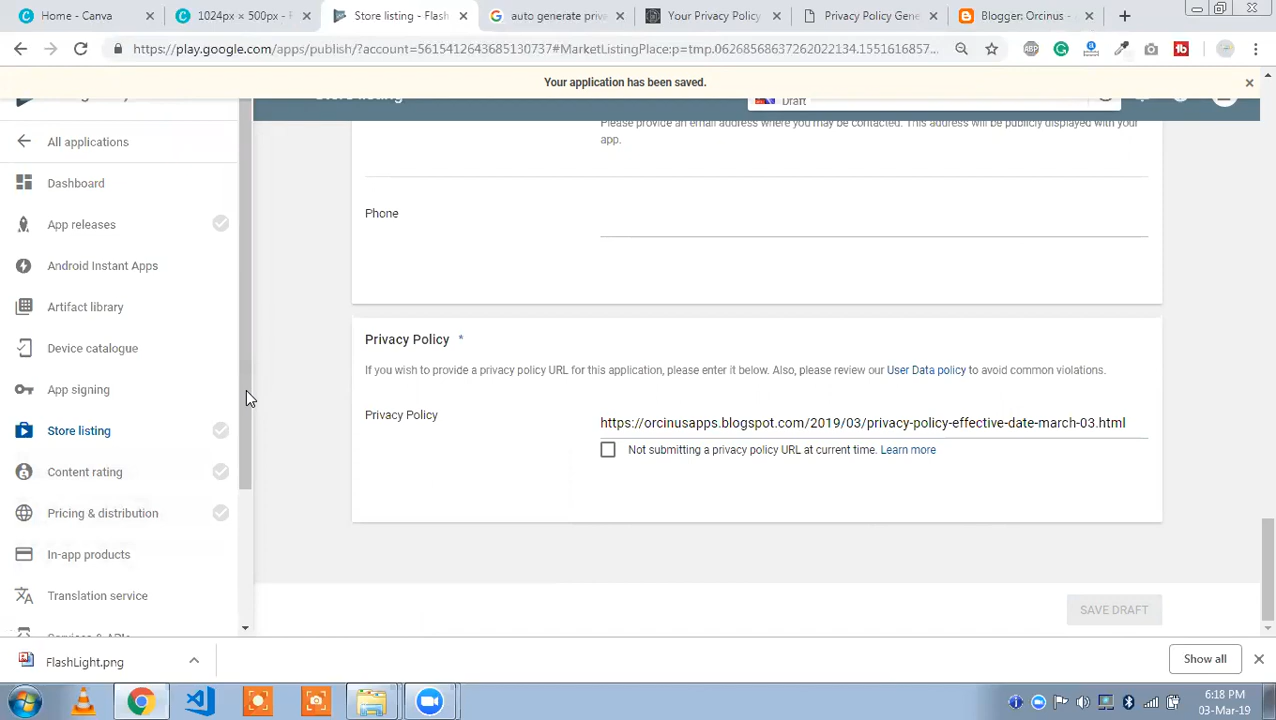 Home - Canva
1024px × 500px - F
Store listing - Flash
auto generate priv
Your Privacy Policy
Privacy Policy Gene
Blogger: Orcinus -
https://play.google.com/apps/publish/?account=5615412643685130737#MarketListingPlace:p=tmp.06268568637262022134.1551616857...
Your application has been saved.
Draft
All applications
Please provide an email address where you may be contacted. This address will be publicly displayed with your
app.
Dashboard
App releases
Phone
Android Instant Apps
Artifact library
Device catalogue
Privacy Policy *
If you wish to provide a privacy policy URL for this application, please enter it below. Also, please review our User Data policy to avoid common violations.
App signing
Privacy Policy
https://orcinusapps.blogspot.com/2019/03/privacy-policy-effective-date-march-03.html
Store listing
Not submitting a privacy policy URL at current time. Learn more
Content rating
Pricing & distribution
In-app products
Translation service
Services & APIs
SAVE DRAFT
FlashLight.png
Show all
6:18 PM
03-Mar-19